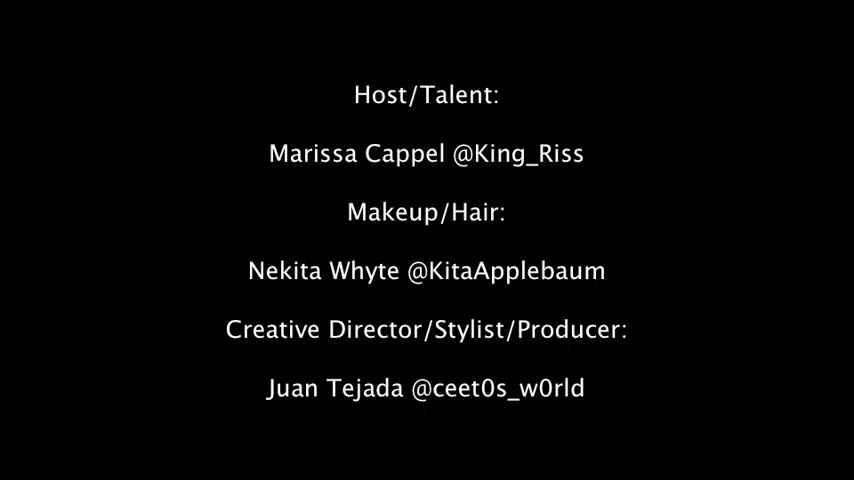 Host/Talent:
Marissa Cappel @King_Riss
Makeup/Hair:
Nekita Whyte @KitaApplebaum
Creative Director/Stylist/Producer:
Juan Tejada @ceet0s_w0rld